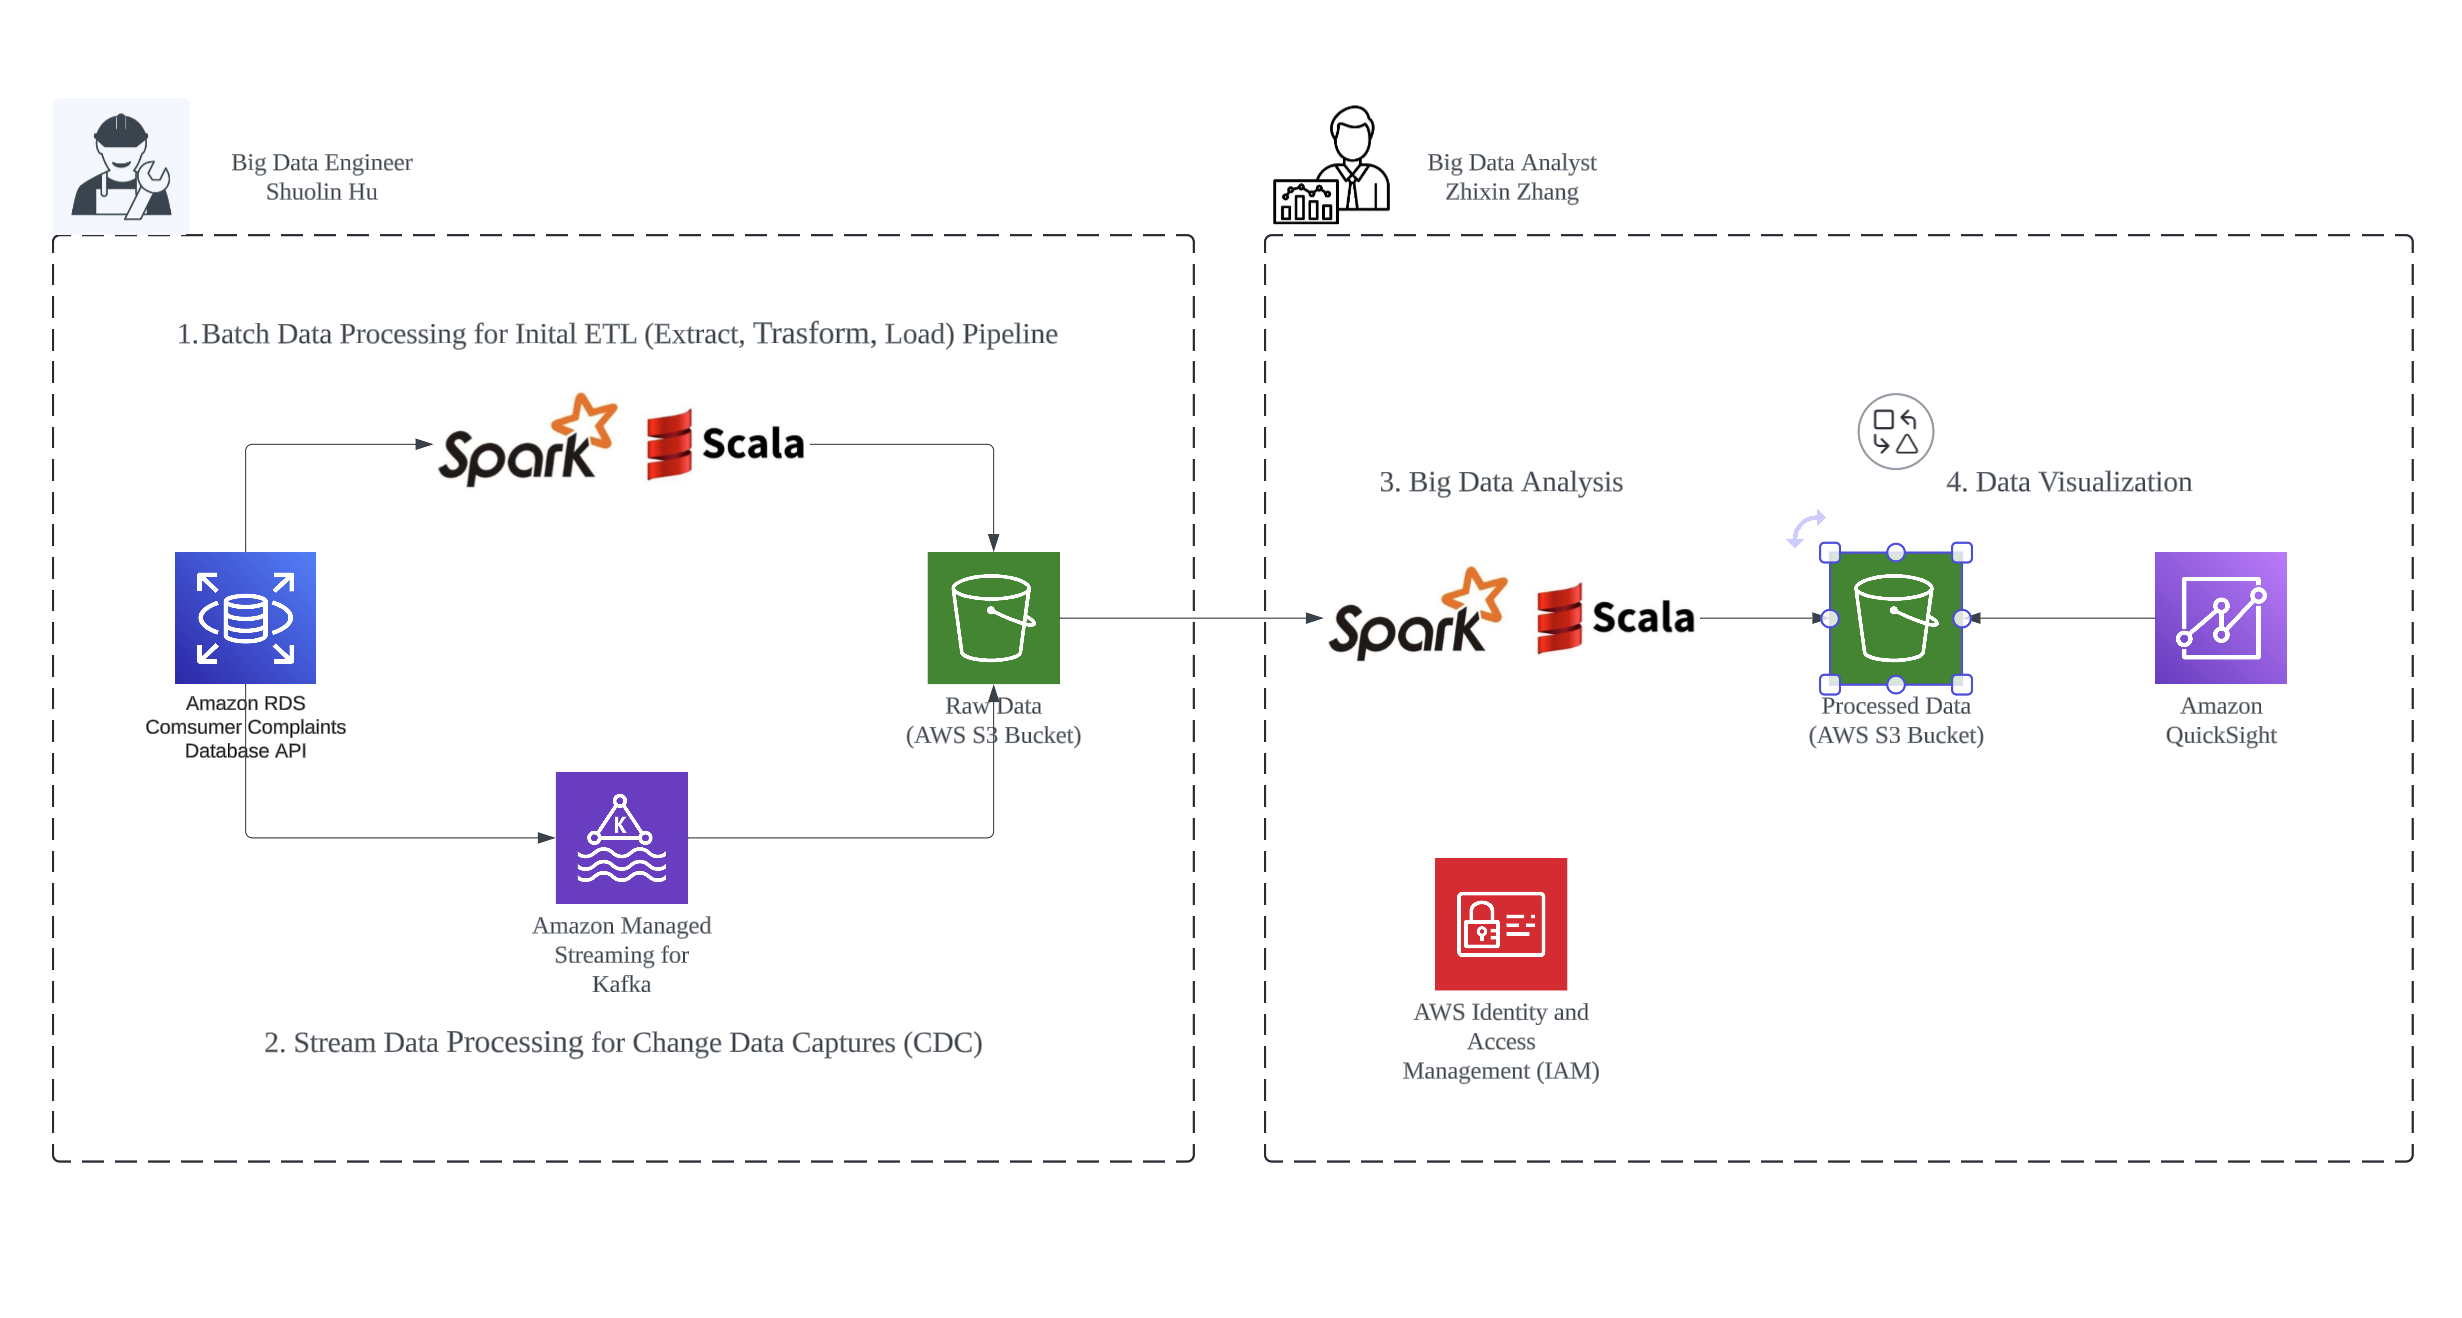 Big Data Engineer
Shuolin Hu
Big Data Analyst
Zhixin Zhang
1. Batch Data Processing for Inital ETL (Extract, Trasform, Load) Pipeline
Spark
Scala
Amazon RDS
Comsumer Complaints
Database API
Raw Data
(AWS S3 Bucket)
K
Amazon Managed
Streaming for
Kafka
2. Stream Data Processing for Change Data Captures (CDC)
3. Big Data Analysis
4. Data Visualization
Spark
Scala
Processed Data
(AWS S3 Bucket)
Amazon
QuickSight
AWS Identity and
Access
Management (IAM)